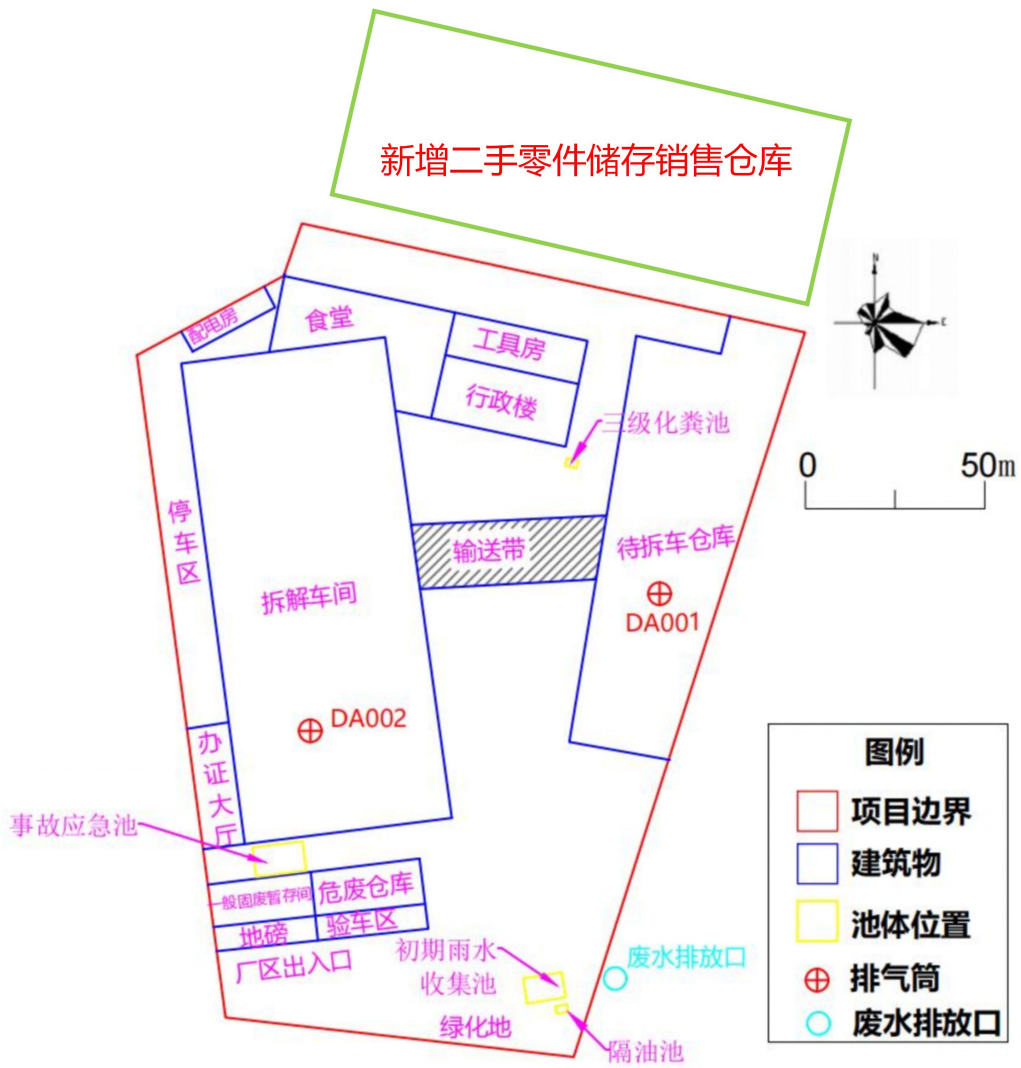 新增二手零件储存销售仓库
N
E
配电房
食堂
工具房
行政楼
三级化粪池
0
50m
停车区
输送带
待拆车仓库
拆解车间
DA001
DA002
办证大厅
事故应急池
一般固废暂存间
危废仓库
地磅
验车区
厂区出入口
初期雨水
收集池
废水排放口
绿化地
隔油池
图例
项目边界
建筑物
池体位置
排气筒
废水排放口